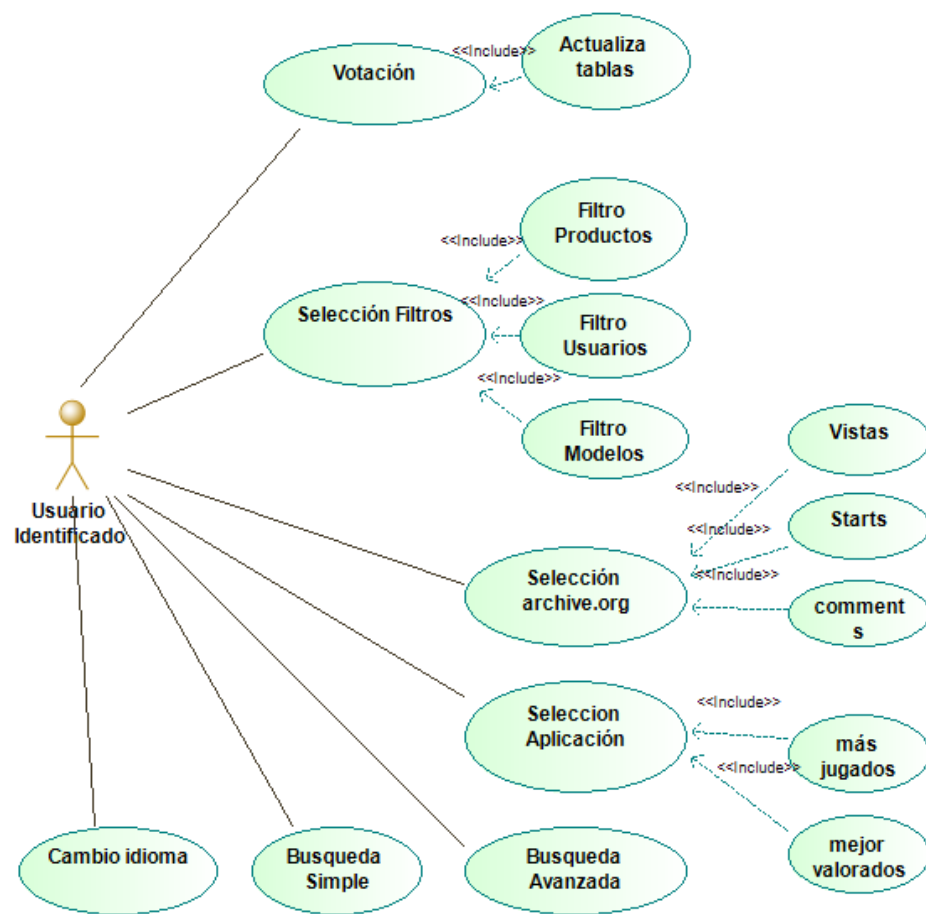 Votación
<<Include>>
Actualiza
tablas
Filtro
Productos
<<Include>>
Selección Filtros
<<Include>>
Filtro
Usuarios
<<Include>>
Filtro
Modelos
Usuario
Identificado
Vistas
<<Include>>
Starts
<<Include>>
Selección
archive.org
<<Include>>
comment
s
Seleccion
Aplicación
<<Include>>
más
jugados
<<Include>>
mejor
valorados
Cambio idioma
Busqueda
Simple
Busqueda
Avanzada